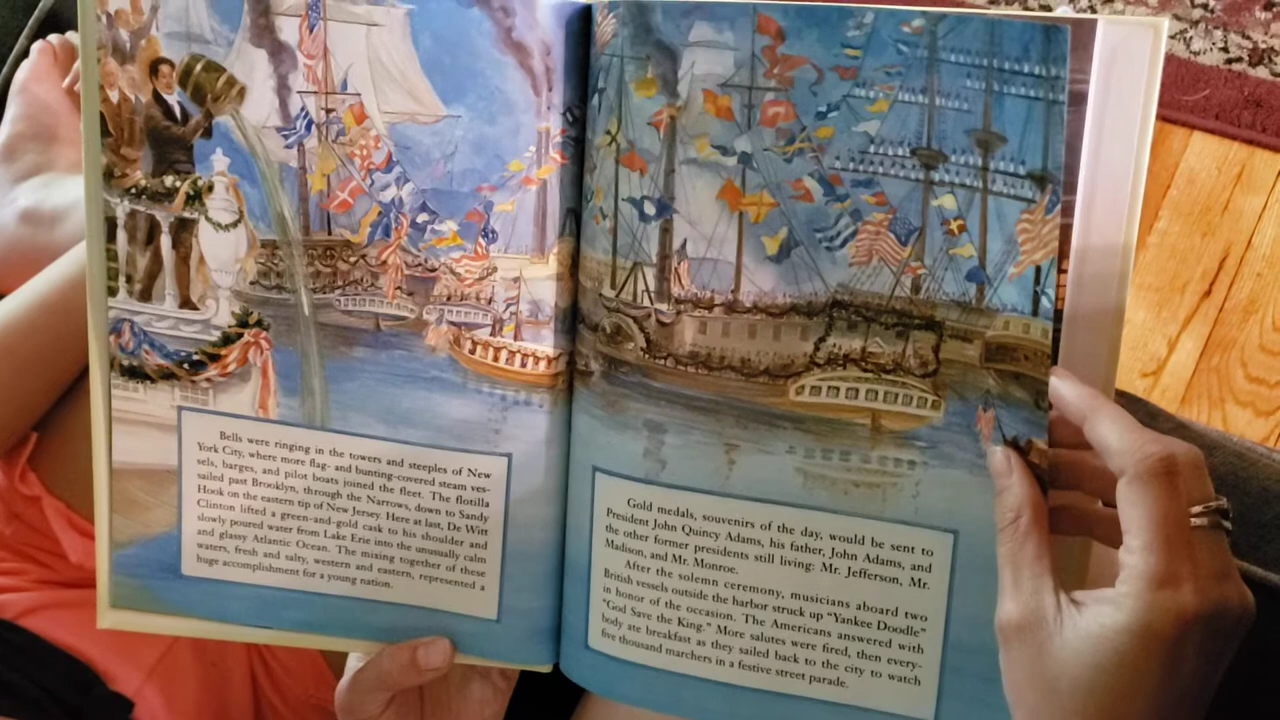 Bells were ringing in the towers and steeples of New
York City, where more flag- and bunting-covered steam ves-
sels, barges, and pilot boats joined the fleet. The flotilla
sailed past Brooklyn, through the Narrows, down to Sandy
Hook on the eastern tip of New Jersey. Here at last, De Witt
Clinton lifted a green-and-gold cask to his shoulder and
slowly poured water from Lake Erie into the unusually calm
and glassy Atlantic Ocean. The mixing together of these
waters, fresh and salty, western and eastern, represented a
huge accomplishment for a young nation.
Gold medals, souvenirs of the day, would be sent to
President John Quincy Adams, his father, John Adams, and
the other former presidents still living: Mr. Jefferson, Mr.
Madison, and Mr. Monroe.
After the solemn ceremony, musicians aboard two
British vessels outside the harbor struck up "Yankee Doodle"
in honor of the occasion. The Americans answered with
"God Save the King." More salutes were fired, then every-
body ate breakfast as they sailed back to the city to watch
five thousand marchers in a festive street parade.